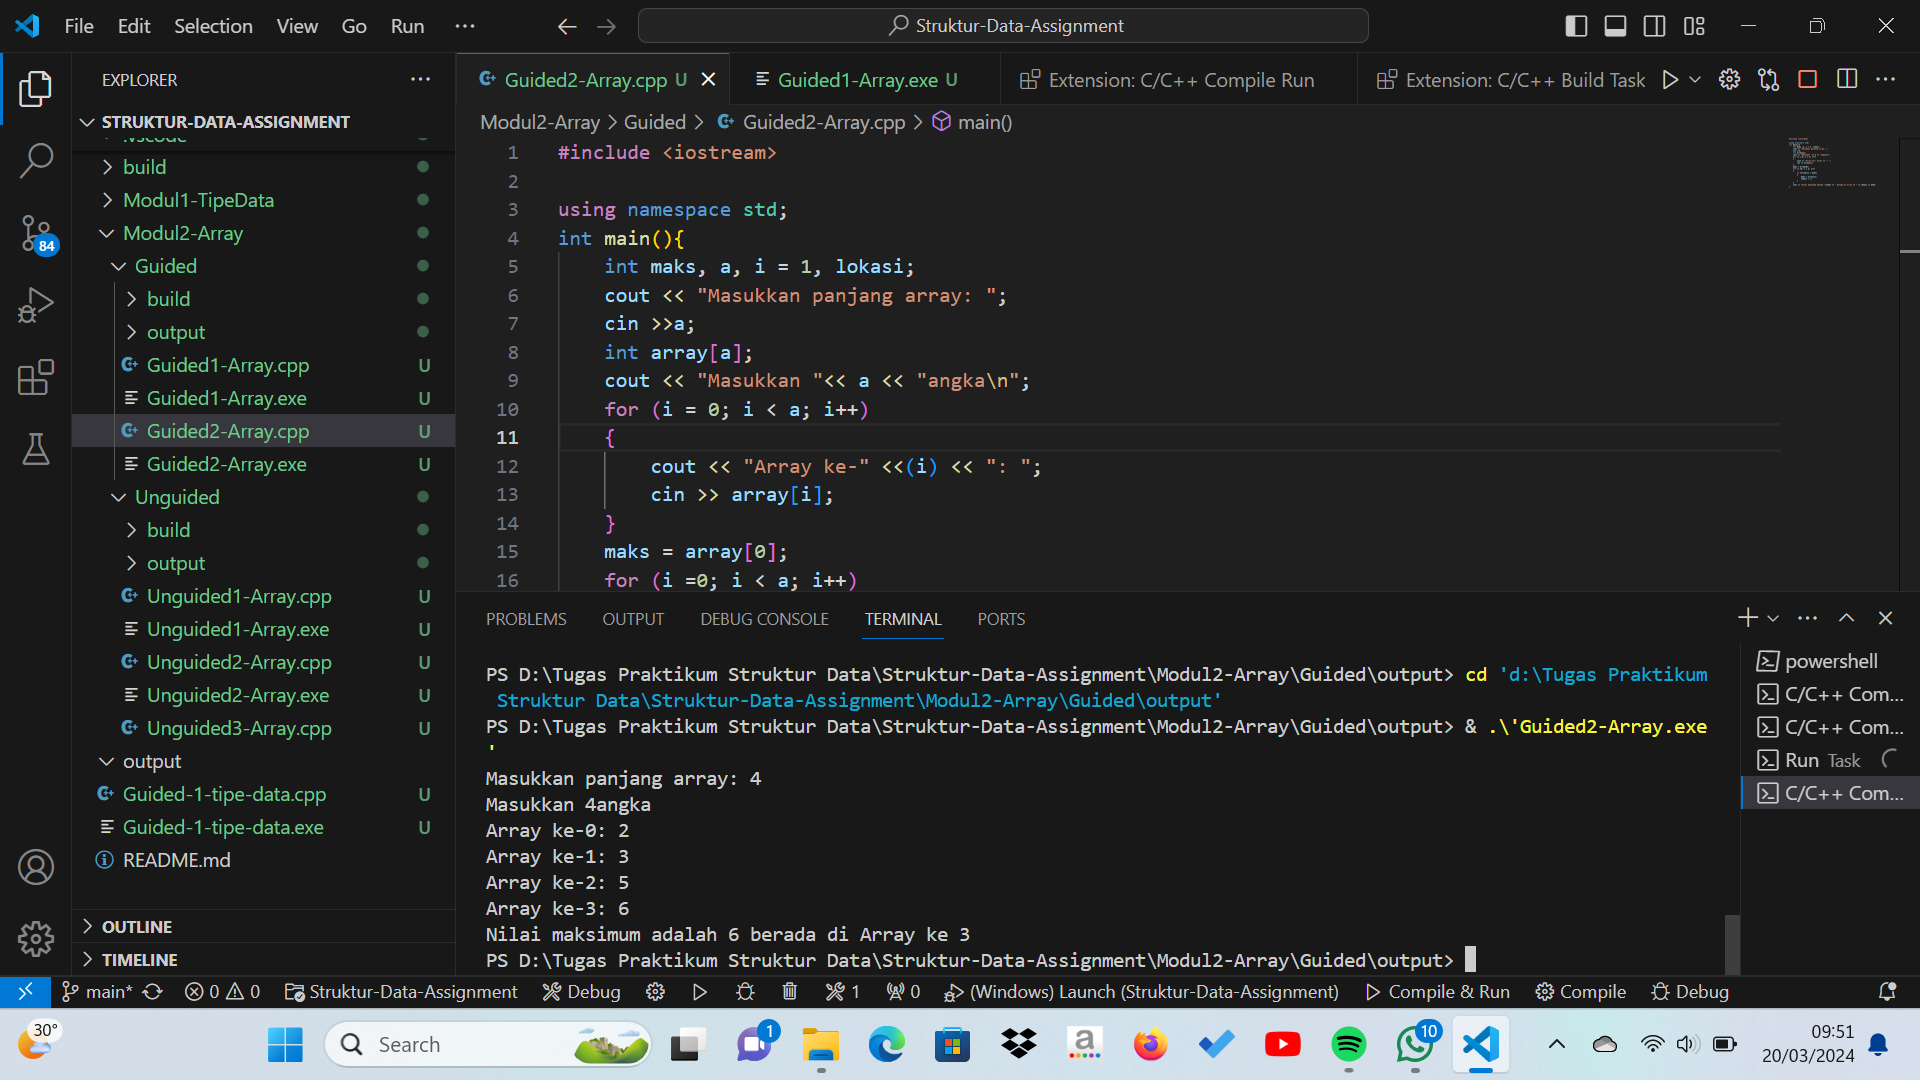 File Edit Selection View Go Run ···
Struktur-Data-Assignment
EXPLORER
Guided2-Array.cpp U
Guided1-Array.exe U
Extension: C/C++ Compile Run
Extension: C/C++ Build Task
STRUKTUR-DATA-ASSIGNMENT
.vscode
build
Modul1-TipeData
Modul2-Array
Guided
build
output
Guided1-Array.cpp U
Guided1-Array.exe U
Guided2-Array.cpp U
Guided2-Array.exe U
Unguided
build
output
Unguided1-Array.cpp U
Unguided1-Array.exe U
Unguided2-Array.cpp U
Unguided2-Array.exe U
Unguided3-Array.cpp U
output
Guided-1-tipe-data.cpp U
Guided-1-tipe-data.exe U
README.md
OUTLINE
TIMELINE
84
Modul2-Array > Guided > Guided2-Array.cpp > main()
1 #include <iostream>
2
3 using namespace std;
4 int main(){
5 int maks, a, i = 1, lokasi;
6 cout << "Masukkan panjang array: ";
7 cin >>a;
8 int array[a];
9 cout << "Masukkan "<< a << "angka\n";
10 for (i = 0; i < a; i++)
11 {
12 cout << "Array ke-" <<(i) << ": ";
13 cin >> array[i];
14 }
15 maks = array[0];
16 for (i =0; i < a; i++)
PROBLEMS OUTPUT DEBUG CONSOLE TERMINAL PORTS
PS D:\Tugas Praktikum Struktur Data\Struktur-Data-Assignment\Modul2-Array\Guided\output> cd 'd:\Tugas Praktikum
Struktur Data\Struktur-Data-Assignment\Modul2-Array\Guided\output'
PS D:\Tugas Praktikum Struktur Data\Struktur-Data-Assignment\Modul2-Array\Guided\output> & .\'Guided2-Array.exe
'
Masukkan panjang array: 4
Masukkan 4angka
Array ke-0: 2
Array ke-1: 3
Array ke-2: 5
Array ke-3: 6
Nilai maksimum adalah 6 berada di Array ke 3
PS D:\Tugas Praktikum Struktur Data\Struktur-Data-Assignment\Modul2-Array\Guided\output>
powershell
C/C++ Com...
C/C++ Com...
Run Task
C/C++ Com...
main* 0 0 Struktur-Data-Assignment Debug 1 0 (Windows) Launch (Struktur-Data-Assignment) Compile & Run Compile Debug
30°
Search
1
a
10
09:51
20/03/2024